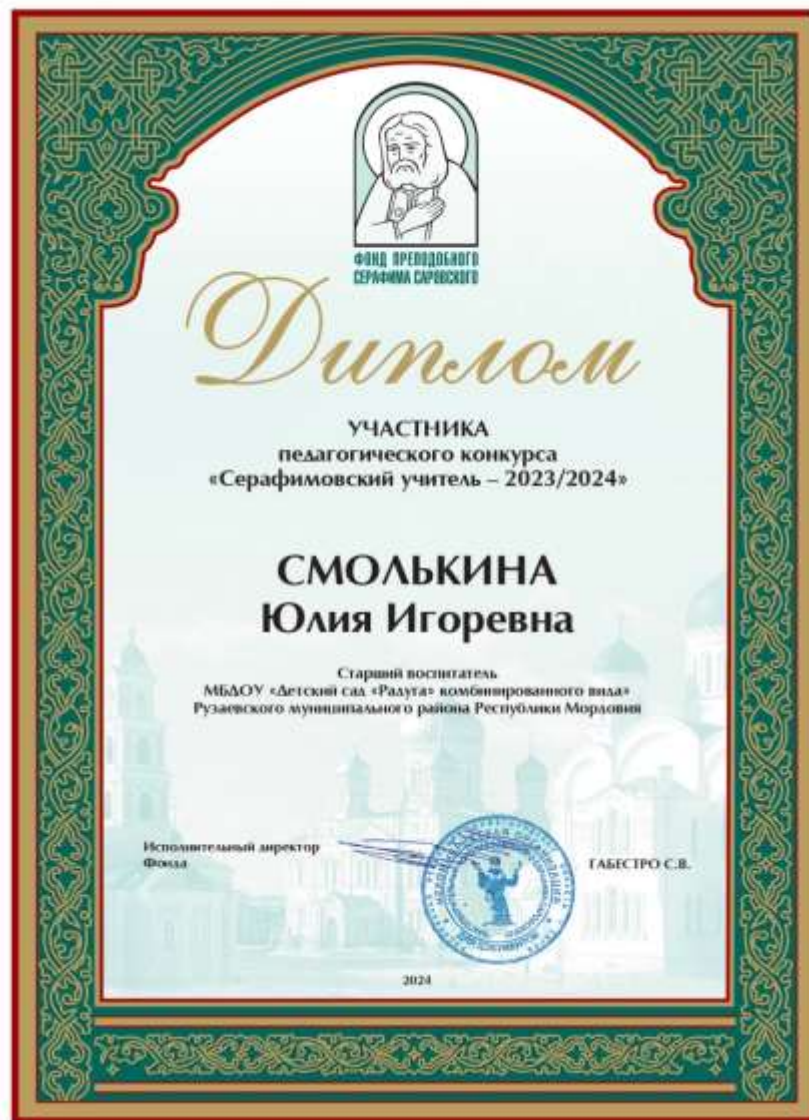 ФОНД ПРЕПОДОБНОГО
СЕРАФИМА САРОВСКОГО
Диплом
УЧАСТНИКА
педагогического конкурса
«Серафимовский учитель – 2023/2024»
СМОЛЬКИНА
Юлия Игоревна
Старший воспитатель
МБДОУ «Детский сад «Радуга» комбинированного вида»
Рузаевского муниципального района Республики Мордовия
Исполнительный директор
Фонда
ГАБЕСТРО С.В.
2024